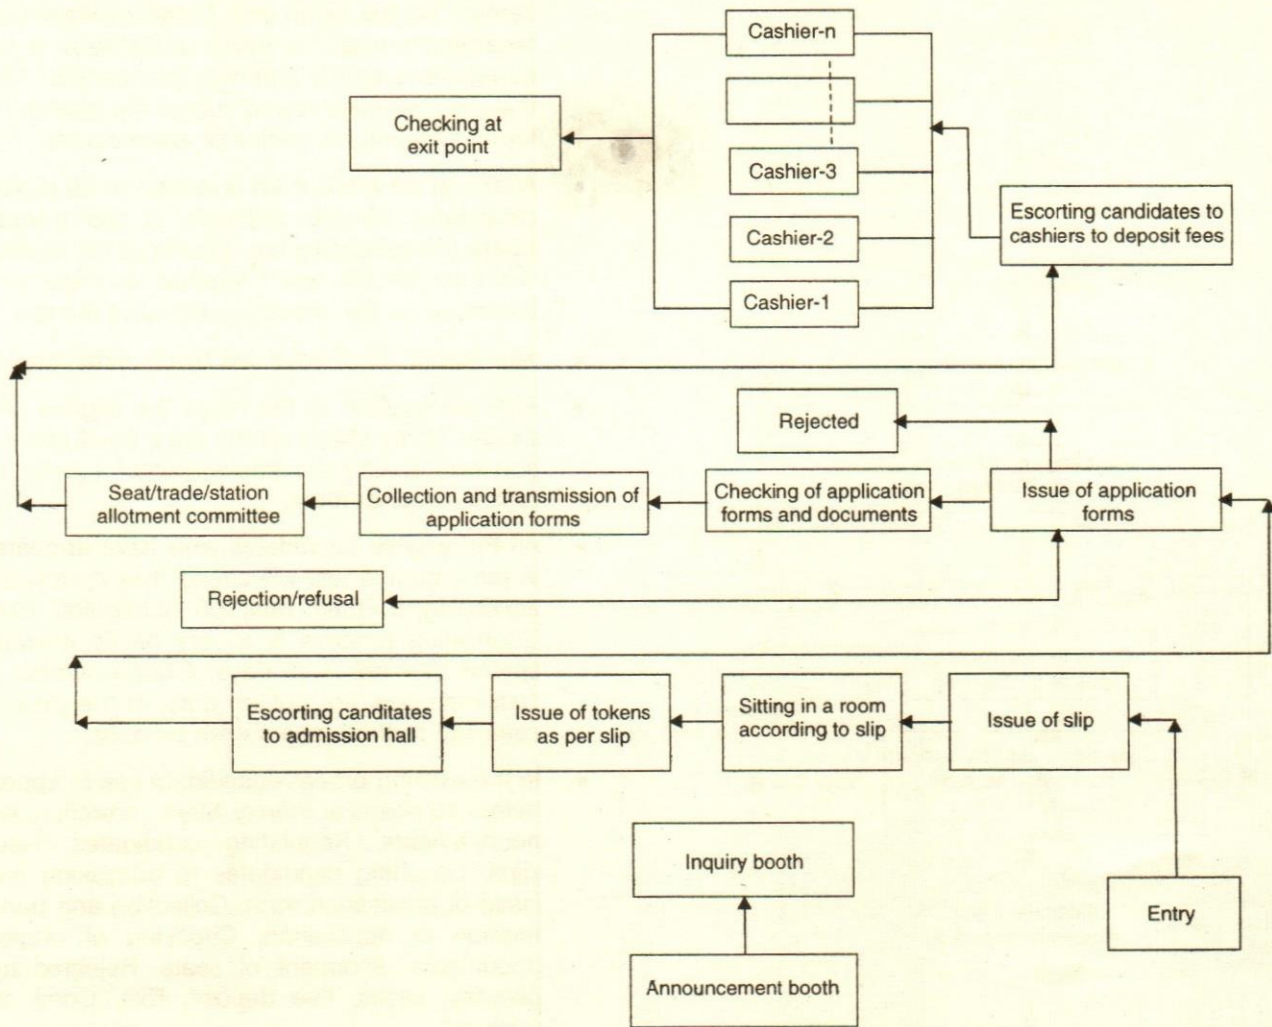 Cashier-n
Checking at
exit point
Cashier-3
Escorting candidates to
cashiers to deposit fees
Cashier-2
Cashier-1
Rejected
Seat/trade/station
allotment committee
Collection and transmission of
application forms
Checking of application
forms and documents
Issue of application
forms
Rejection/refusal
Escorting canditates
to admission hall
Issue of tokens
as per slip
Sitting in a room
according to slip
Issue of slip
Inquiry booth
Entry
Announcement booth